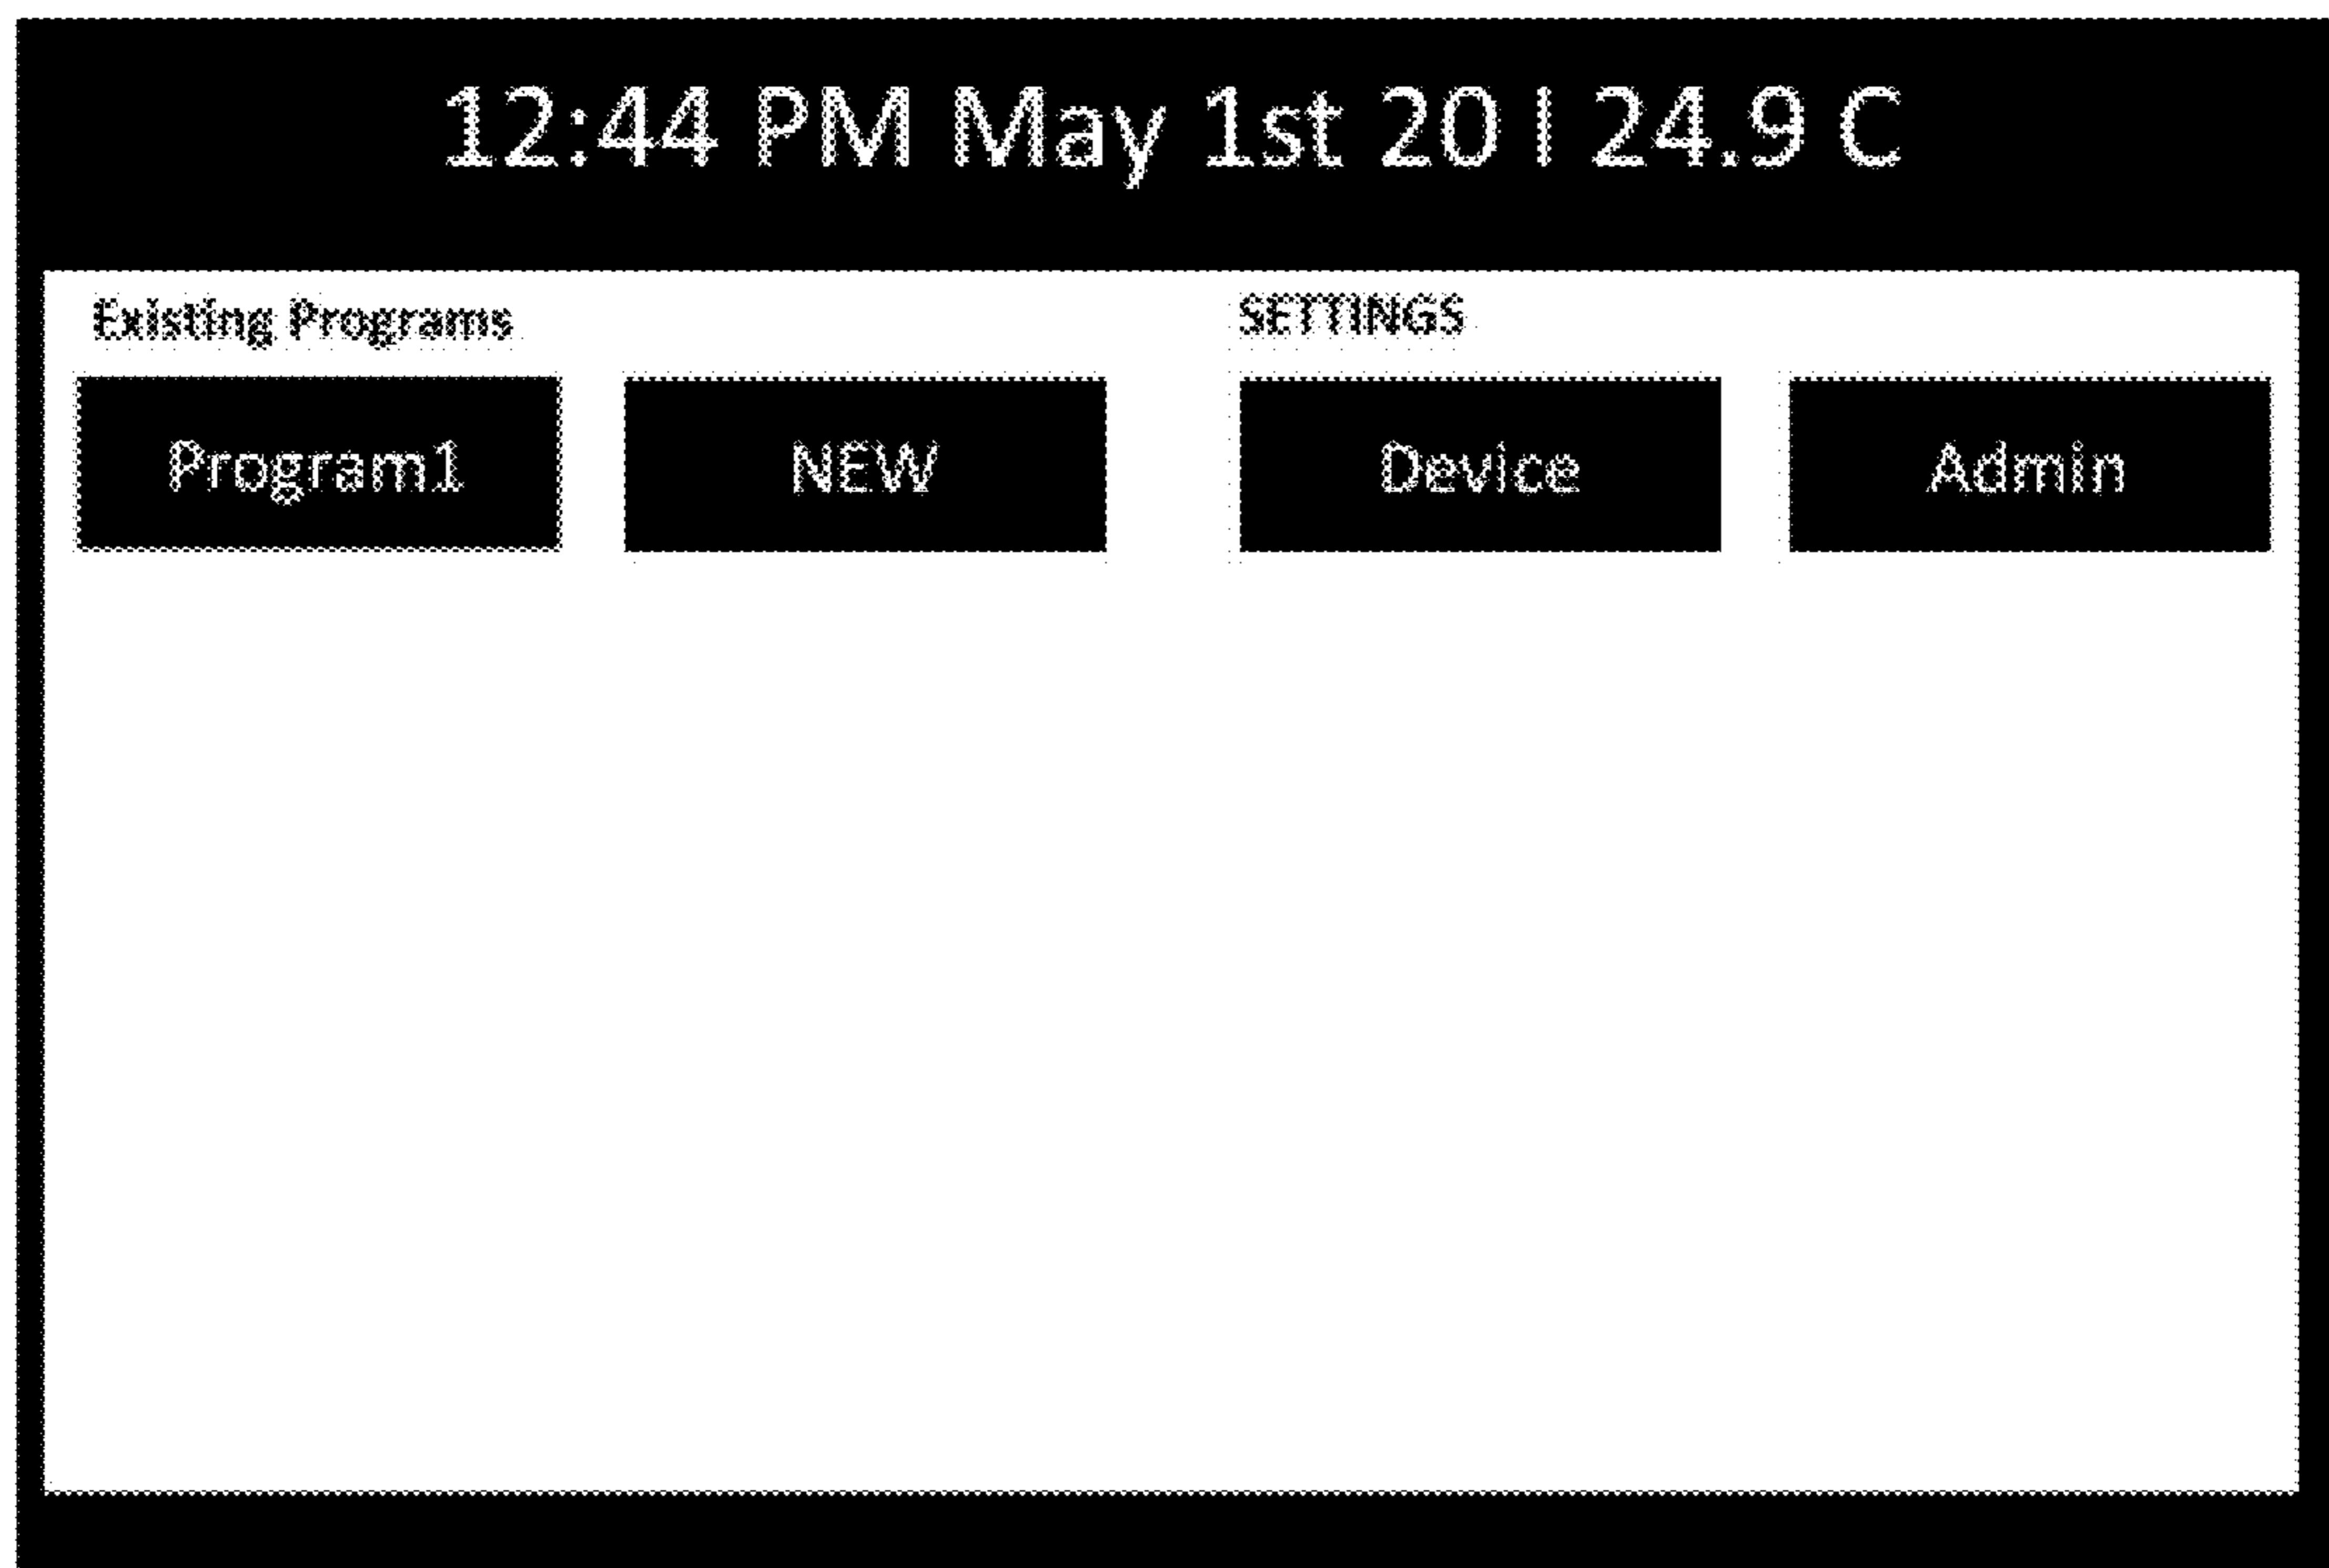 12:44 PM May 1st 20 | 24.9 C
Existing Programs
SETTINGS
Program1
NEW
Device
Admin